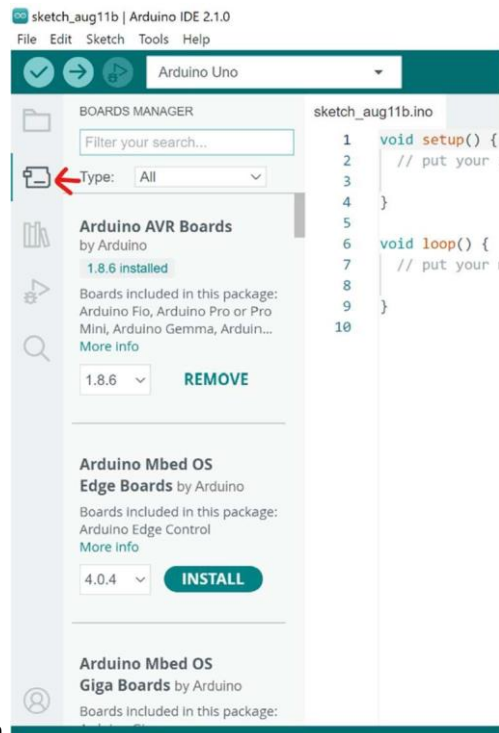 sketch_aug11b | Arduino IDE 2.1.0
File Edit Sketch Tools Help
Arduino Uno
BOARDS MANAGER
Filter your search...
Type: All
Arduino AVR Boards
by Arduino
1.8.6 installed
Boards included in this package:
Arduino Fio, Arduino Pro or Pro
Mini, Arduino Gemma, Arduin...
More info
1.8.6 REMOVE
Arduino Mbed OS
Edge Boards by Arduino
Boards included in this package:
Arduino Edge Control
More info
4.0.4 INSTALL
Arduino Mbed OS
Giga Boards by Arduino
Boards included in this package:
sketch_aug11b.ino
1 void setup() {
2 // put your
3
4 }
5
6 void loop() {
7 // put your
8
9 }
10